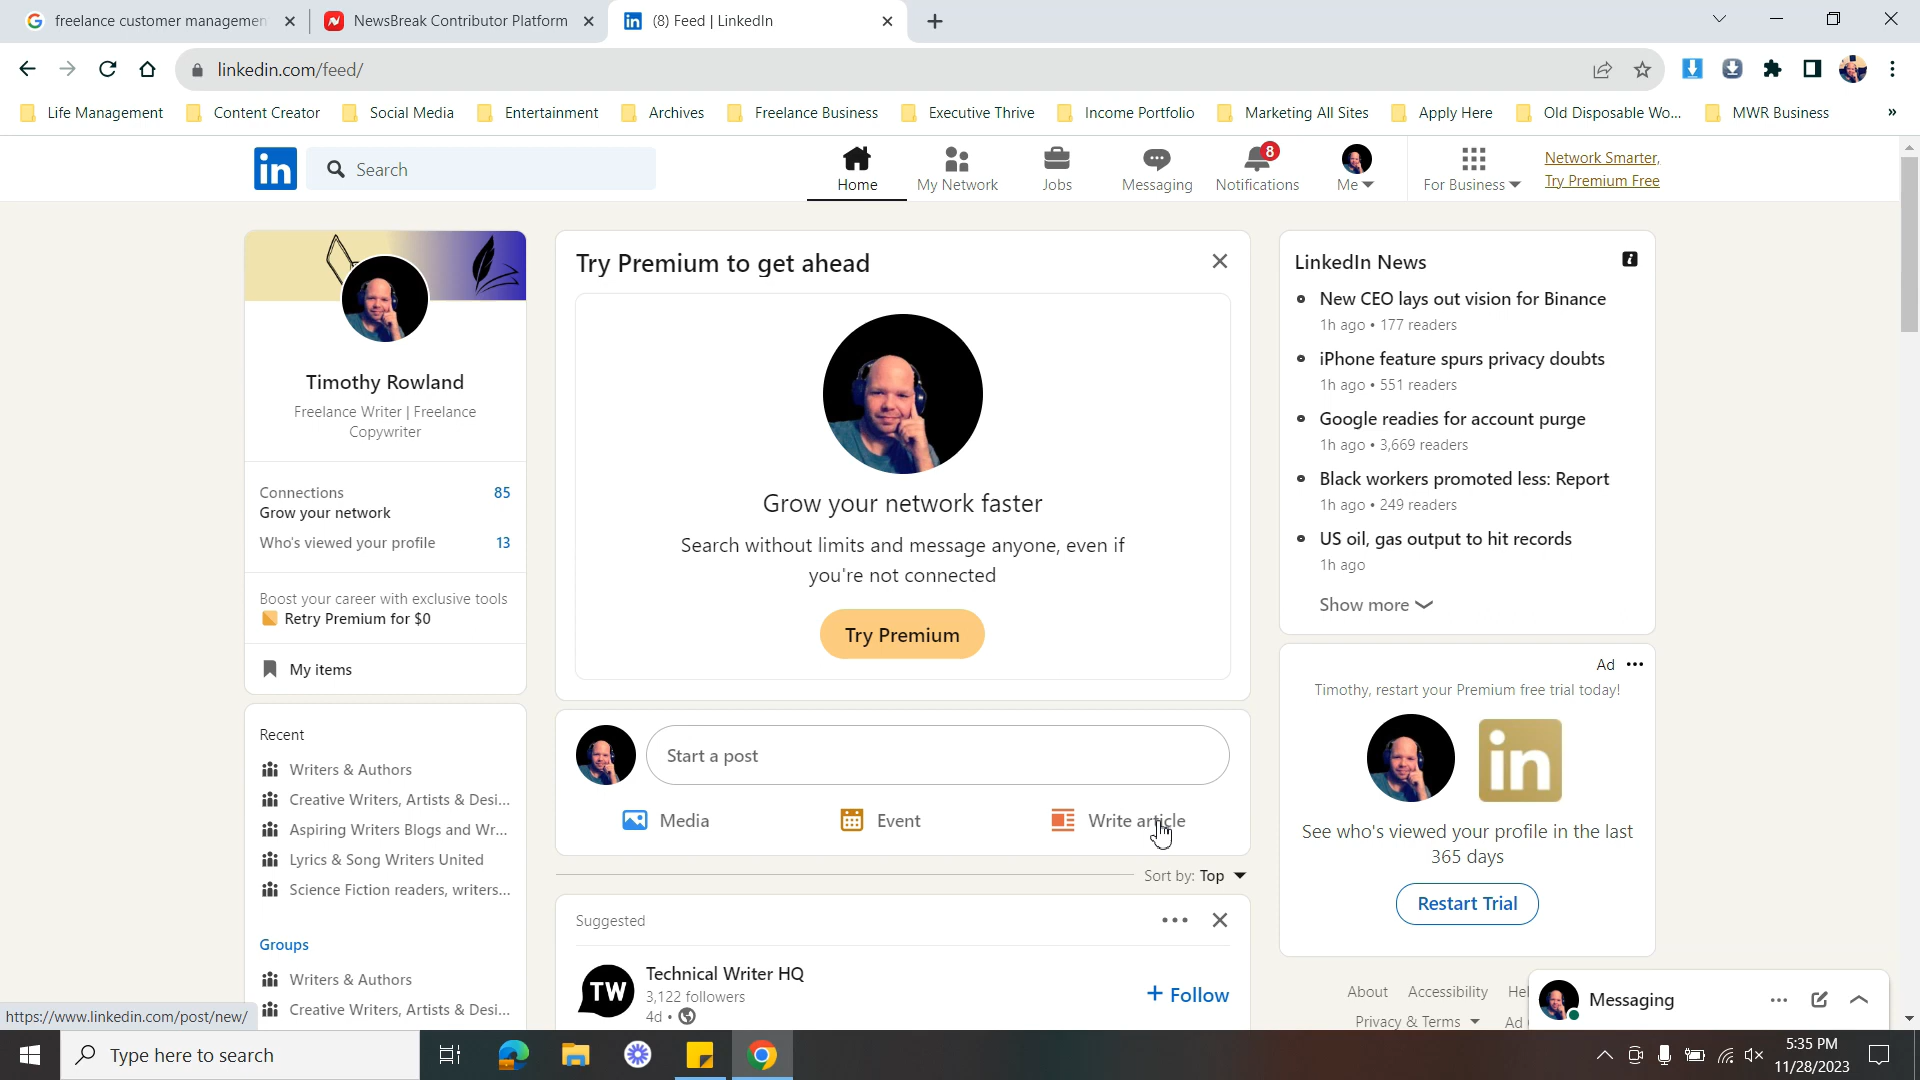 freelance customer managemen
NewsBreak Contributor Platform
(8) Feed | LinkedIn
linkedin.com/feed/
Life Management
Content Creator
Social Media
Entertainment
Archives
Freelance Business
Executive Thrive
Income Portfolio
Marketing All Sites
Apply Here
Old Disposable Wo...
MWR Business
»
in
Search
Home
My Network
Jobs
Messaging
8
Notifications
Me
For Business
Network Smarter,
Try Premium Free
Timothy Rowland
Freelance Writer | Freelance
Copywriter
Connections 85
Grow your network
Who's viewed your profile 13
Boost your career with exclusive tools
Retry Premium for $0
My items
Recent
Writers & Authors
Creative Writers, Artists & Desi...
Aspiring Writers Blogs and Wr...
Lyrics & Song Writers United
Science Fiction readers, writers...
Groups
Writers & Authors
Creative Writers, Artists & Desi...
Try Premium to get ahead
Grow your network faster
Search without limits and message anyone, even if
you're not connected
Try Premium
Start a post
Media
Event
Write article
Sort by: Top
Suggested
TW
Technical Writer HQ
3,122 followers
4d •
+ Follow
LinkedIn News
New CEO lays out vision for Binance
1h ago • 177 readers
iPhone feature spurs privacy doubts
1h ago • 551 readers
Google readies for account purge
1h ago • 3,669 readers
Black workers promoted less: Report
1h ago • 249 readers
US oil, gas output to hit records
1h ago
Show more
Ad
Timothy, restart your Premium free trial today!
in
See who's viewed your profile in the last
365 days
Restart Trial
About Accessibility Hel
Privacy & Terms Ad
Messaging
https://www.linkedin.com/post/new/
Type here to search
5:35 PM
11/28/2023